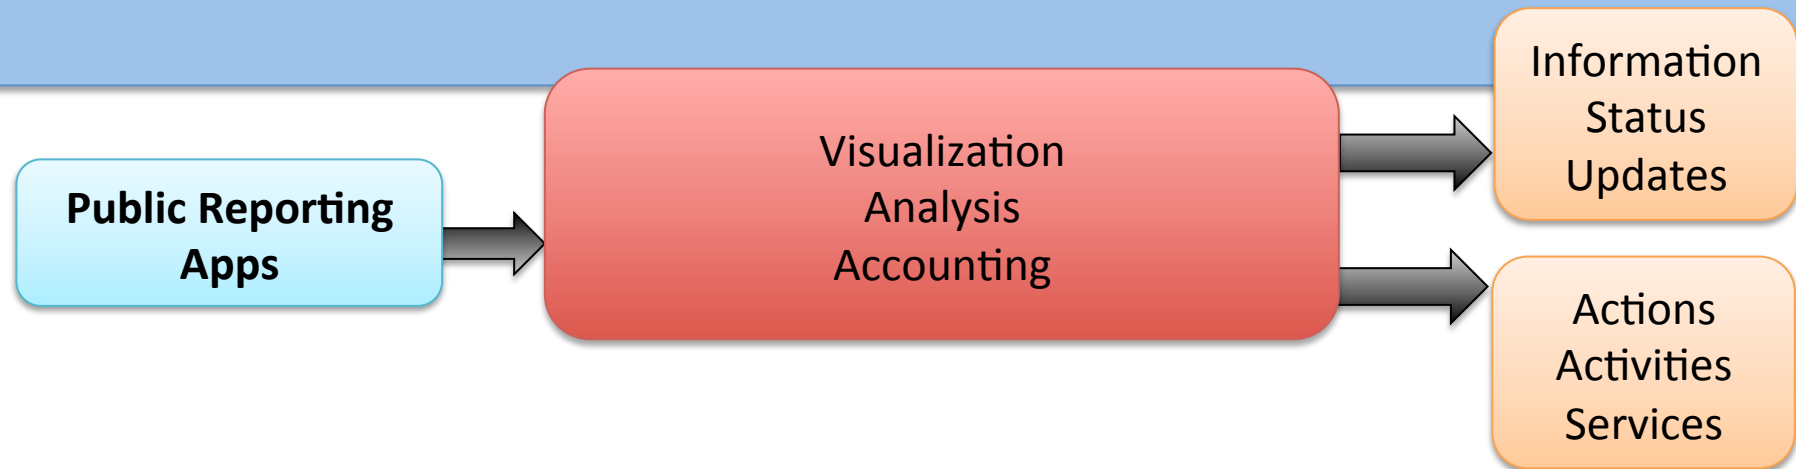 Public Reporting
Apps
Visualization
Analysis
Accounting
Information
Status
Updates
Actions
Activities
Services